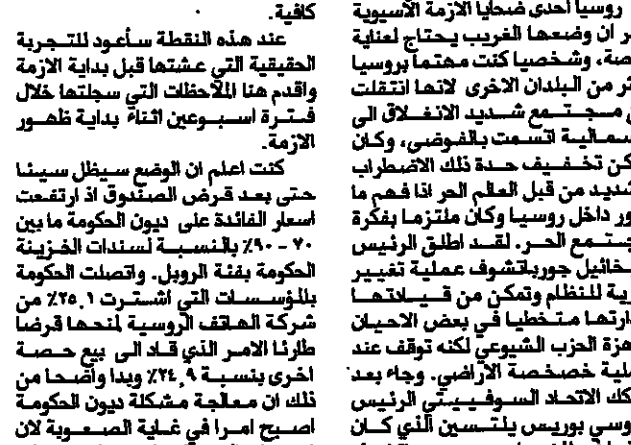 روسيا أحدى ضحايا الازمة الآسيوية
ر ان وضعها الغريب يحتاج لعناية
صة، وشخصيا كنت مهتما بروسيا
ثر من البلدان الاخرى لانها انتقلت
مجتمع شديد الانغلاق الى
سمالية اتسمت بالفوضى، وكان
كن تخفيف حدة ذلك الاضطراب
شديد من قبل العالم الحر اذا فهم ما
ور داخل روسيا وكان ملتزما بفكرة
جتمع الحر. لقد اطلق الرئيس
خائيل جورباتشوف عملية تغيير
رية للنظام وتمكن من قيادتها
ارتها متخطيا في بعض الاحيان
هزة الحزب الشيوعي لكنه توقف عند
ملية خصخصة الاراضي. وجاء بعد
كك الاتحاد السوفييتي الرئيس
وسي بوريس يلتسين الذي كان
كافية.
عند هذه النقطة سأعود للتجربة
الحقيقية التي عشتها قبل بداية الازمة
واقدم هنا الملاحظات التي سجلتها خلال
فترة اسبوعين اثناء بداية ظهور
الازمة.
كنت اعلم ان الوضع سيظل سيئا
حتى بعد قرض الصندوق اذ ارتفعت
اسعار الفائدة على ديون الحكومة ما بين
٧٠ - ٩٠٪ بالنسبة لسندات الخزينة
الحكومة بفئة الروبل. واتصلت الحكومة
بالمؤسسات التي اشترت ٢٥,١٪ من
شركة الهاتف الروسية لمنحها قرضا
طارئا الامر الذي قاد الى بيع حصة
اخرى بنسبة ٢٤,٩٪ وبدا واضحا من
ذلك ان معالجة مشكلة ديون الحكومة
اصبح امرا في غاية الصعوبة لان